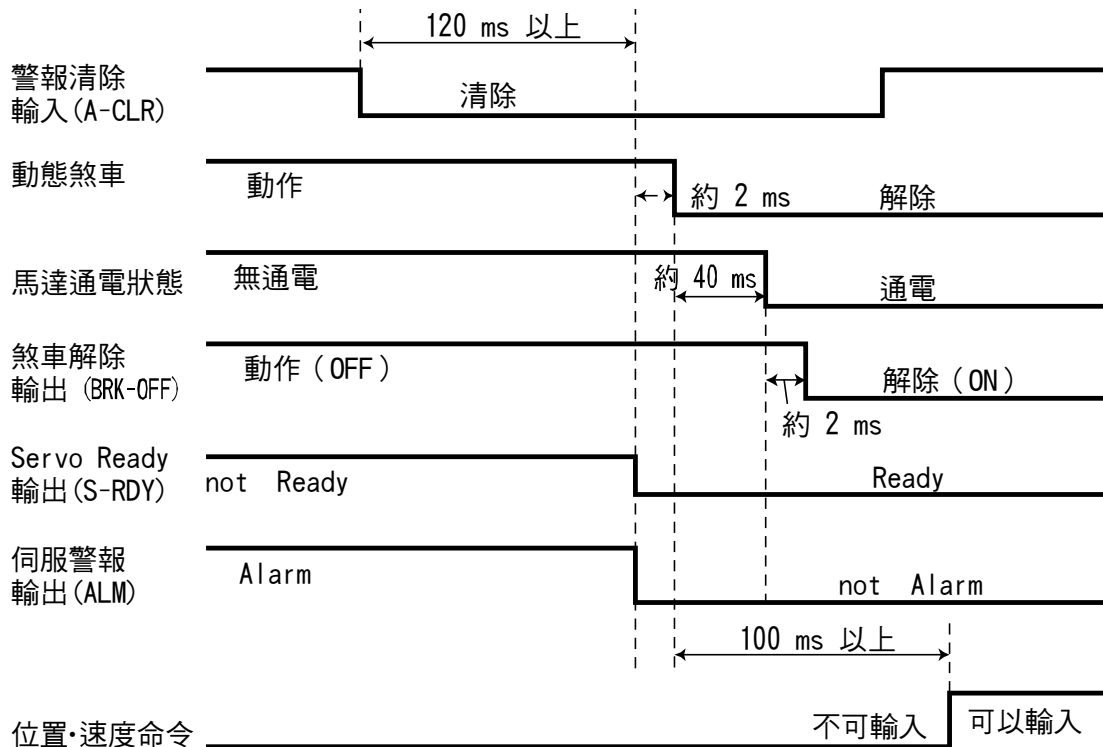 120 ms 以上
警報清除
輸入(A-CLR)
清除
動態煞車
動作
約 2 ms
解除
馬達通電狀態
無通電
約 40 ms
通電
煞車解除
輸出(BRK-OFF)
動作(OFF)
解除(ON)
約 2 ms
Servo Ready
輸出(S-RDY)
not Ready
Ready
伺服警報
輸出(ALM)
Alarm
not Alarm
100 ms 以上
位置・速度命令
不可輸入
可以輸入